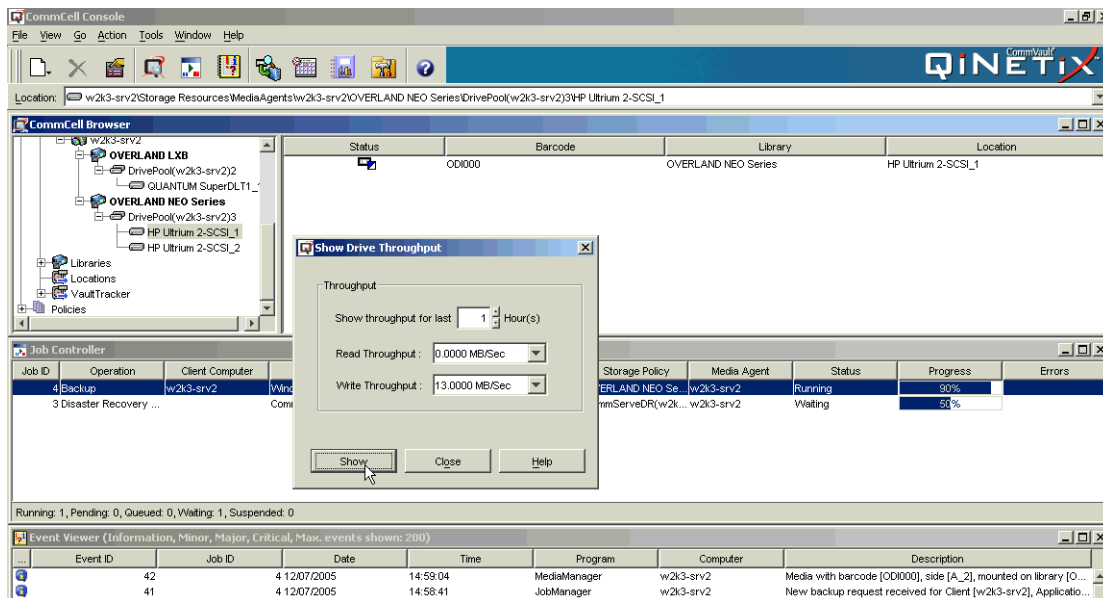 CommCell Console
File View Go Action Tools Window Help
CommVault
QiNETiX
Location: w2k3-srv2\Storage Resources\MediaAgents\w2k3-srv2\OVERLAND NEO Series\DrivePool(w2k3-srv2)3\HP Ultrium 2-SCSI_1
CommCell Browser
w2k3-srv2
OVERLAND LXB
DrivePool(w2k3-srv2)2
QUANTUM SuperDLT1_1
OVERLAND NEO Series
DrivePool(w2k3-srv2)3
HP Ultrium 2-SCSI_1
HP Ultrium 2-SCSI_2
Libraries
Locations
VaultTracker
Policies
Status Barcode Library Location
ODI000 OVERLAND NEO Series HP Ultrium 2-SCSI_1
Show Drive Throughput
Throughput
Show throughput for last 1 Hour(s)
Read Throughput : 0.0000 MB/Sec
Write Throughput : 13.0000 MB/Sec
Show Close Help
Job Controller
Job ID Operation Client Computer Storage Policy Media Agent Status Progress Errors
4 Backup w2k3-srv2 Wind ERLAND NEO Se... w2k3-srv2 Running 90%
3 Disaster Recovery ... Com mmServeDR(w2k... w2k3-srv2 Waiting 50%
Running: 1, Pending: 0, Queued: 0, Waiting: 1, Suspended: 0
Event Viewer (Information, Minor, Major, Critical, Max. events shown: 200)
... Event ID Job ID Date Time Program Computer Description
42 4 12/07/2005 14:59:04 MediaManager w2k3-srv2 Media with barcode [ODI000], side [A_2], mounted on library [O...
41 4 12/07/2005 14:58:41 JobManager w2k3-srv2 New backup request received for Client [w2k3-srv2], Applicatio...